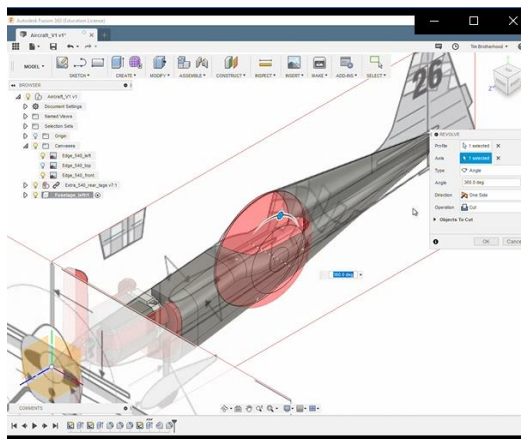 Autodesk Fusion 360 (Education License)
Aircraft_V1 v1*
Tim Brotherhood
MODEL
SKETCH
CREATE
MODIFY
ASSEMBLE
CONSTRUCT
INSPECT
INSERT
MAKE
ADD-INS
SELECT
BROWSER
Aircraft_V1 v1
Document Settings
Named Views
Selection Sets
Origin
Canvases
Edge_540_left
Edge_540_top
Edge_540_front
26
REVOLVE
Profile 1 selected
Axis 1 selected
Type Angle
Angle 360.0 deg
Direction One Side
Operation Cut
Objects To Cut
OK Cancel
360.0 deg
COMMENTS